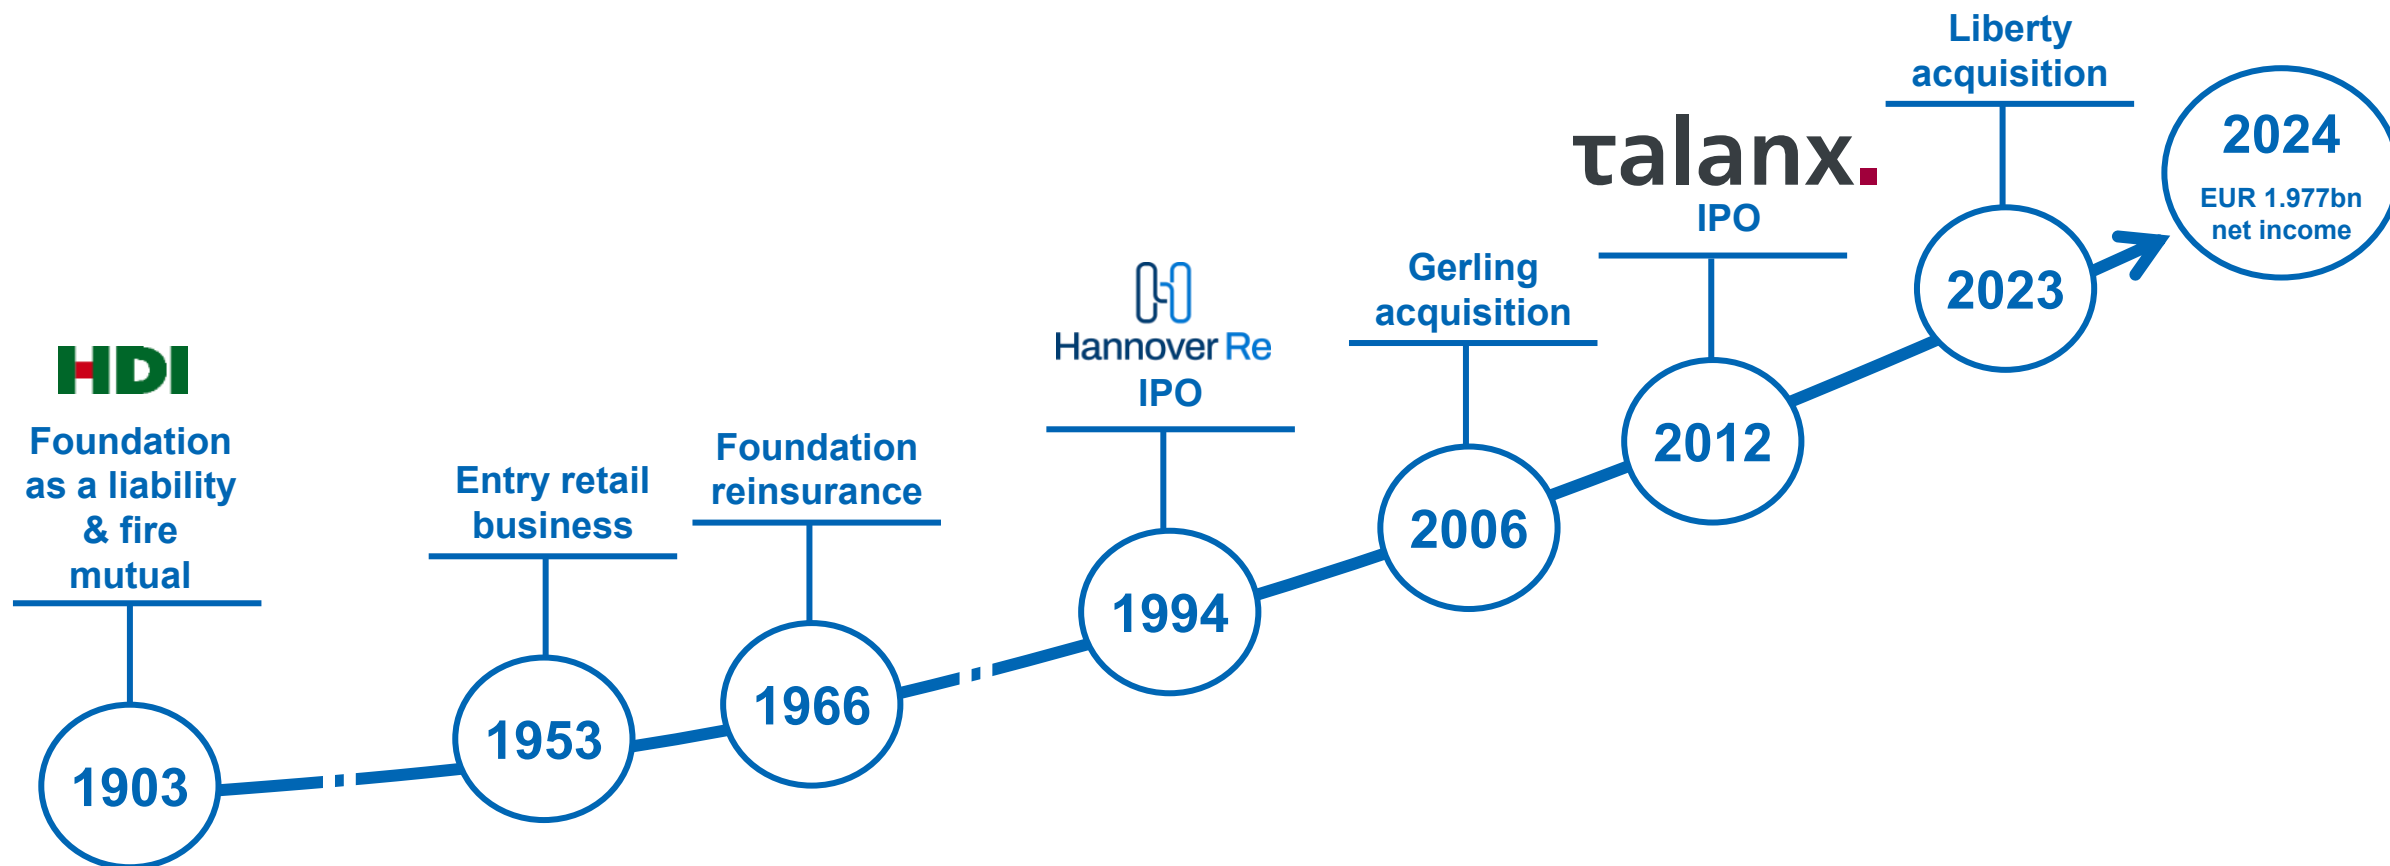 HDI
Foundation
as a liability
& fire
mutual
1903
Entry retail
business
1953
Foundation
reinsurance
1966
Hannover Re
IPO
1994
Gerling
acquisition
2006
talanx.
IPO
2012
Liberty
acquisition
2023
2024
EUR 1.977bn
net income